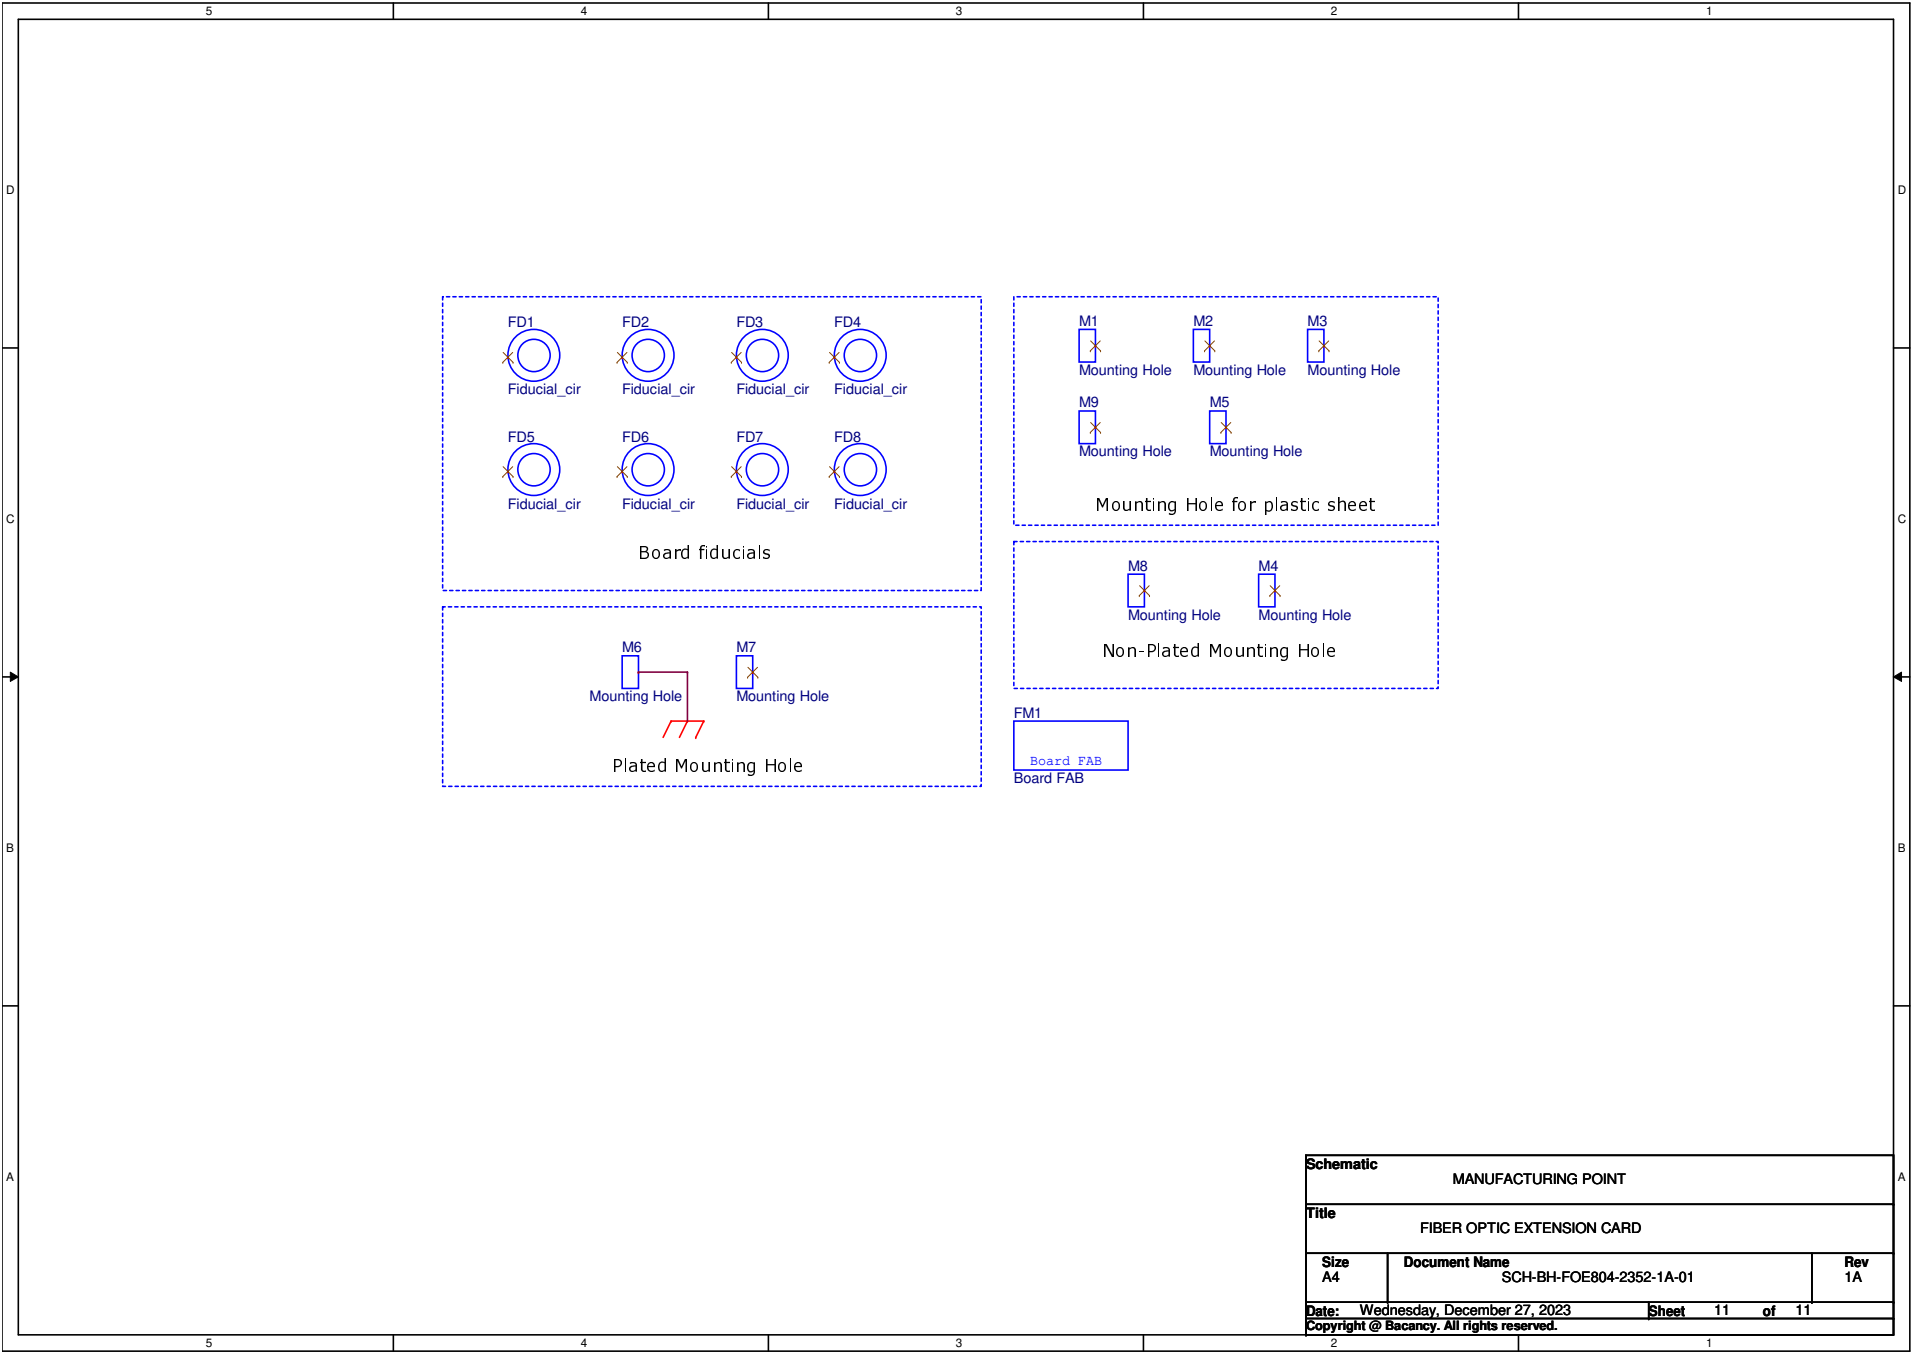 5 4 3 2 1
D D
C C
B B
A A
FD1 FD2 FD3 FD4
Fiducial_cir Fiducial_cir Fiducial_cir Fiducial_cir
FD5 FD6 FD7 FD8
Fiducial_cir Fiducial_cir Fiducial_cir Fiducial_cir
Board fiducials
M1 M2 M3
Mounting Hole Mounting Hole Mounting Hole
M9 M5
Mounting Hole Mounting Hole
Mounting Hole for plastic sheet
M8 M4
Mounting Hole Mounting Hole
Non-Plated Mounting Hole
M6 M7
Mounting Hole Mounting Hole
Plated Mounting Hole
FM1
Board FAB
Board FAB
Schematic
MANUFACTURING POINT
Title
FIBER OPTIC EXTENSION CARD
Size Document Name Rev
A4 SCH-BH-FOE804-2352-1A-01 1A
Date: Wednesday, December 27, 2023 Sheet 11 of 11
Copyright @ Bacancy. All rights reserved.
5 4 3 2 1